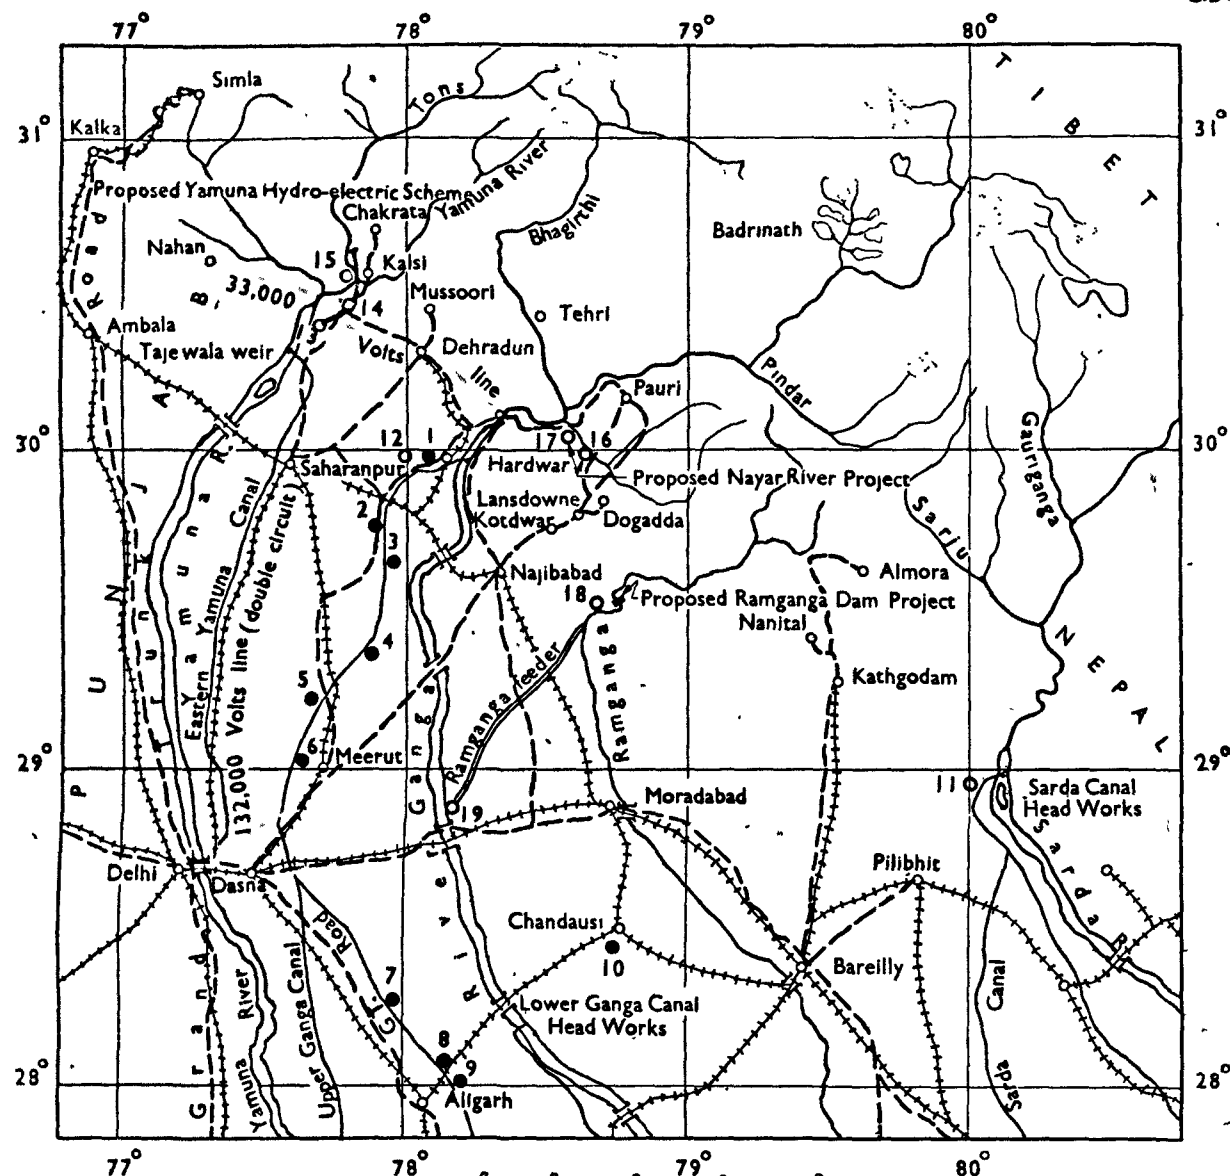 77° 78° 79° 80°
Simla
Tons
T I B E T
31° 31°
Kalka
Proposed Yamuna Hydro-electric Scheme
Chakrata
Yamuna River
Bhagirthi
Badrinath
Nahan
15
Kalsi
Road
B.
33,000
Mussoori
14
Tehri
Ambala
Tajewala weir
13
Volts
Dehradun
line
Pauri
Pindar
30° 30°
12 1 17 16
Saharanpur
Hardwar
Proposed Nayar River Project
Gaunganga
Lansdowne
Kotdwar
Dogadda
Sarju
2
3
Najibabad
Almora
18
Proposed Ramganga Dam Project
Nanital
P U N J A B
Trunk
Yamuna R.
Eastern Yamuna Canal
132,000 Volts line (double circuit)
4
5
Ramganga feeder
Ramganga
Kathgodam
N E P A L
6
Meerut
29° 29°
11
Sarda Canal
Head Works
19
Moradabad
Sarda R
Delhi
Dasna
Pilibhit
Ganga
River
Chandausi
10
Bareilly
G.T. Road
7
Lower Ganga Canal
Head Works
Grand
Yamuna River
Upper Ganga Canal
8
9
Sarda Canal
28° 28°
Aligarh
77° 78° 79° 80°